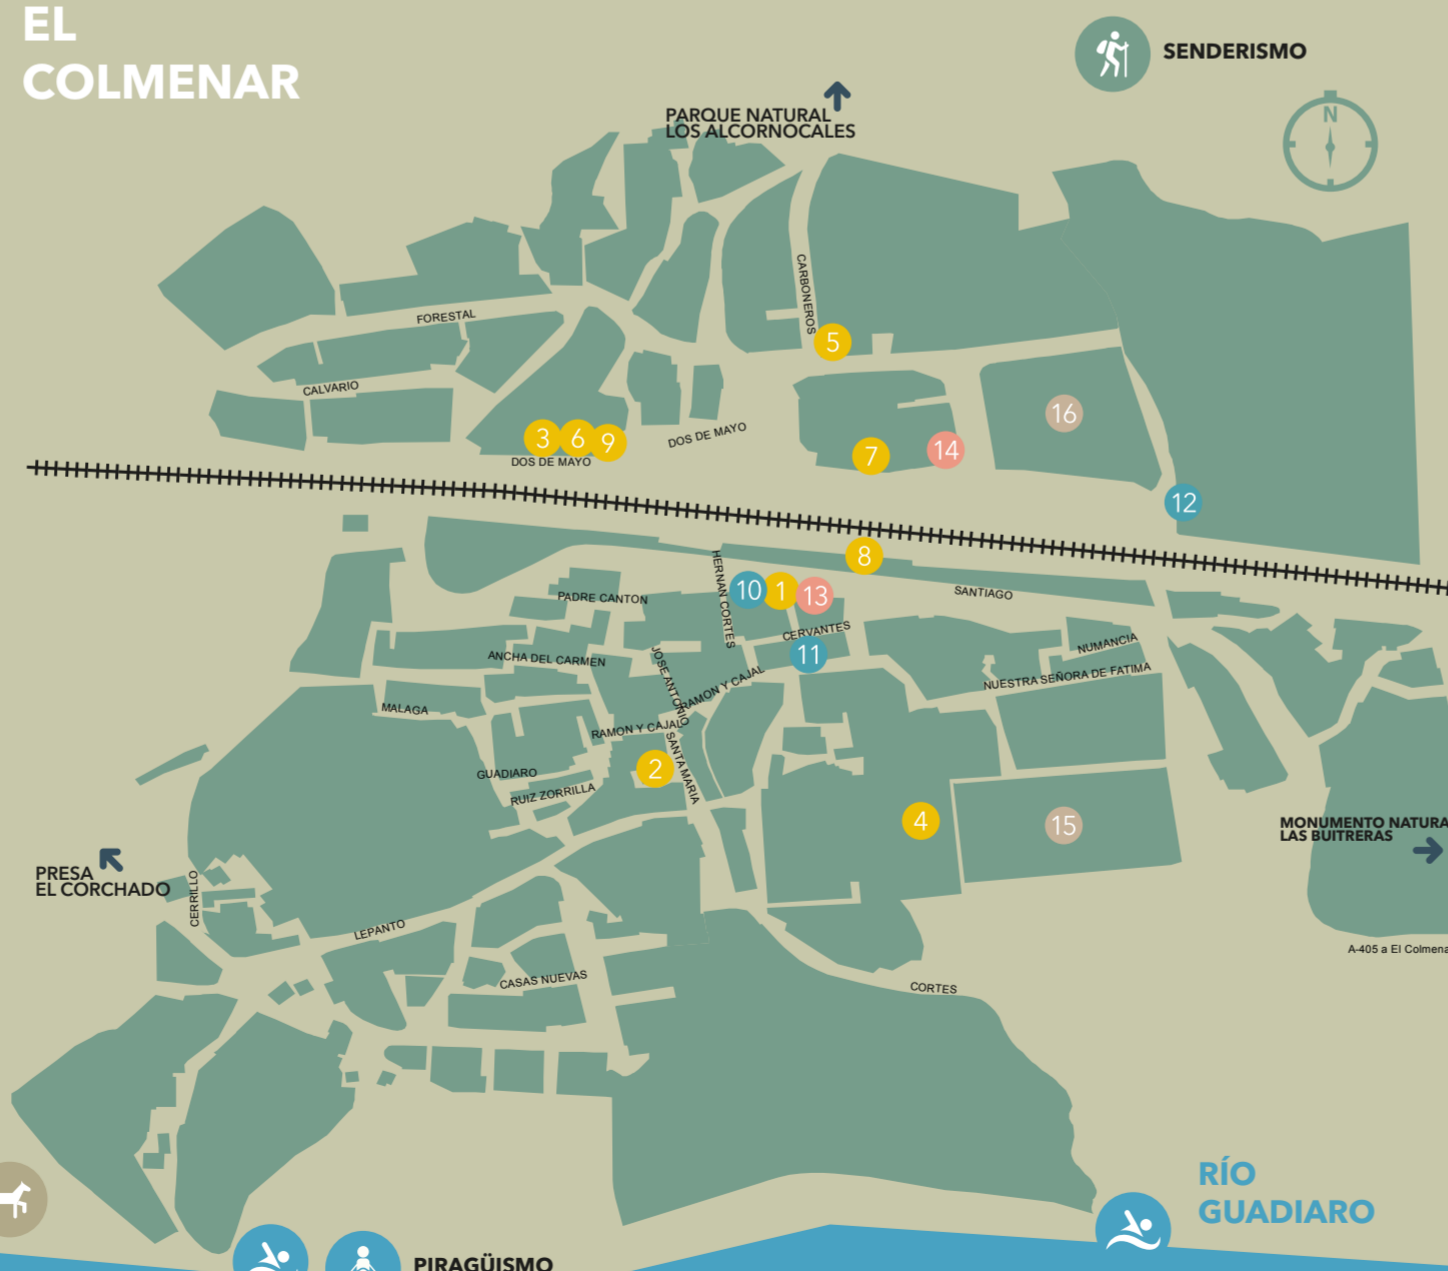 EL
COLMENAR
SENDERISMO
N
PARQUE NATURAL
LOS ALCORNOCALES
CARBONEROS
FORESTAL
5
CALVARIO
16
3
6
9
DOS DE MAYO
DOS DE MAYO
7
14
12
8
HERNAN CORTES
10
1
13
SANTIAGO
PADRE CANTON
CERVANTES
11
NUMANCIA
ANCHA DEL CARMEN
JOSE ANTONIO
RAMON Y CAJAL
NUESTRA SEÑORA DE FATIMA
MALAGA
RAMON Y CAJAL
SANTA MARIA
2
GUADIARO
RUIZ ZORRILLA
4
15
MONUMENTO NATURA
LAS BUITRERAS
PRESA
EL CORCHADO
CERRILLO
LEPANTO
A-405 a El Colmena
CASAS NUEVAS
CORTES
RÍO
GUADIARO
PIRAGÜISMO